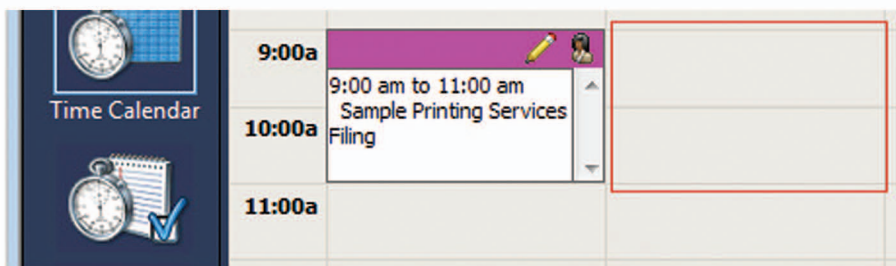 Time Calendar
9:00a
10:00a
11:00a
9:00 am to 11:00 am
Sample Printing Services
Filing